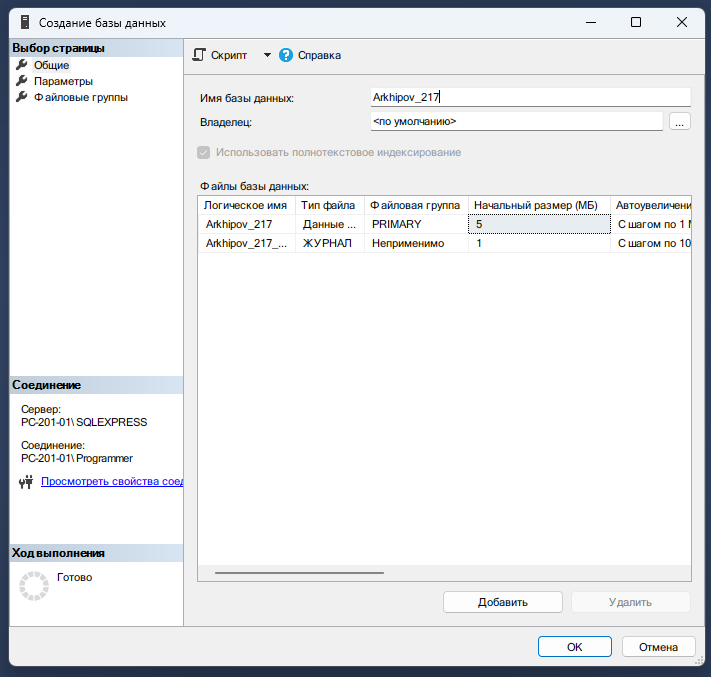 Создание базы данных
Выбор страницы
Общие
Параметры
Файловые группы
Скрипт
Справка
Имя базы данных: Arkhipov_217
Владелец: <по умолчанию> ...
Использовать полнотекстовое индексирование
Файлы базы данных:
Логическое имя Тип файла Файловая группа Начальный размер (МБ) Автоувеличени
Arkhipov_217 Данные ... PRIMARY 5 С шагом по 1 М
Arkhipov_217_... ЖУРНАЛ Неприменимо 1 С шагом по 10
Соединение
Сервер:
PC-201-01\SQLEXPRESS
Соединение:
PC-201-01\Programmer
Просмотреть свойства соед
Ход выполнения
Готово
Добавить Удалить
OK Отмена